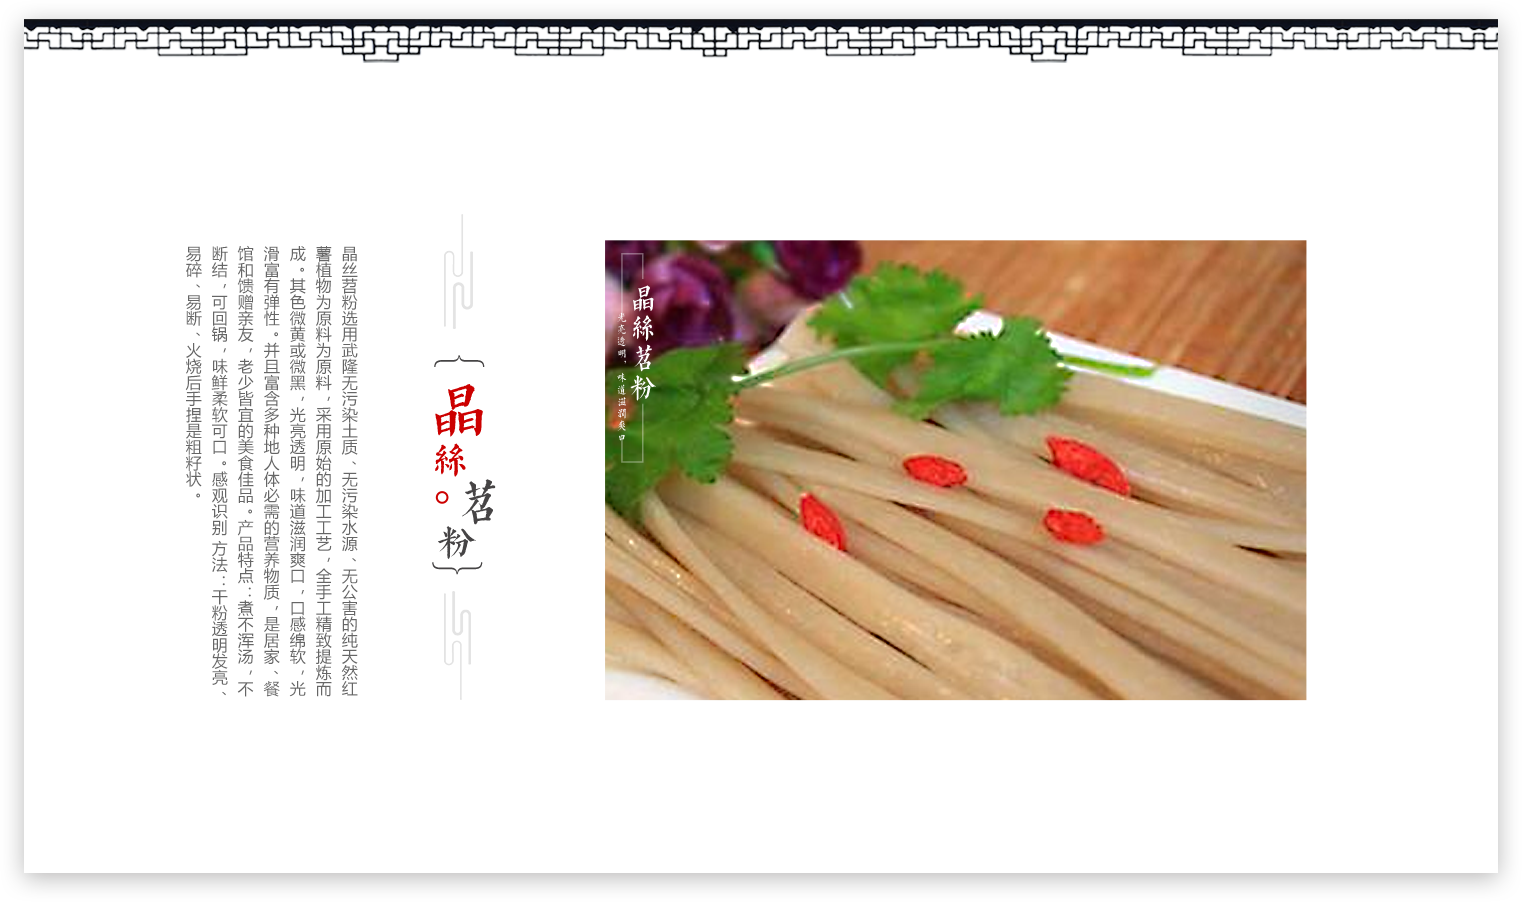 晶絲苕粉
光亮透明、味道滋潤爽口
晶絲。
苕粉
晶丝苕粉选用武隆无污染土质、无污染水源、无公害的纯天然红
薯植物为原料为原料，采用原始的加工工艺，全手工精致提炼而
成。其色微黄或微黑，光亮透明，味道滋润爽口，口感绵软，光
滑富有弹性。并且富含多种地人体必需的营养物质，是居家、餐
馆和馈赠亲友，老少皆宜的美食佳品。产品特点：煮不浑汤，不
断结，可回锅，味鲜柔软可口。感观识别 方法：干粉透明发亮、
易碎、易断、火烧后手捏是粗籽状。